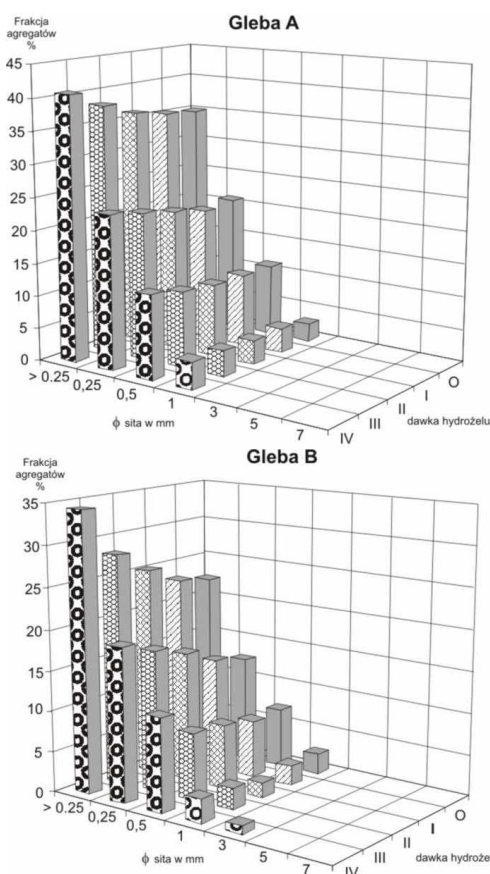 Gleba A
Frakcja
agregatów
%
45
40
35
30
25
20
15
10
5
0
> 0.25
0,25
0,5
1
3
5
7
ϕ sita w mm
O
I
II
III
IV
dawka hydrożelu
Gleba B
Frakcja
agregatów
%
35
30
25
20
15
10
5
0
> 0.25
0,25
0,5
1
3
5
7
ϕ sita w mm
O
I
II
III
IV
dawka hydrożelu